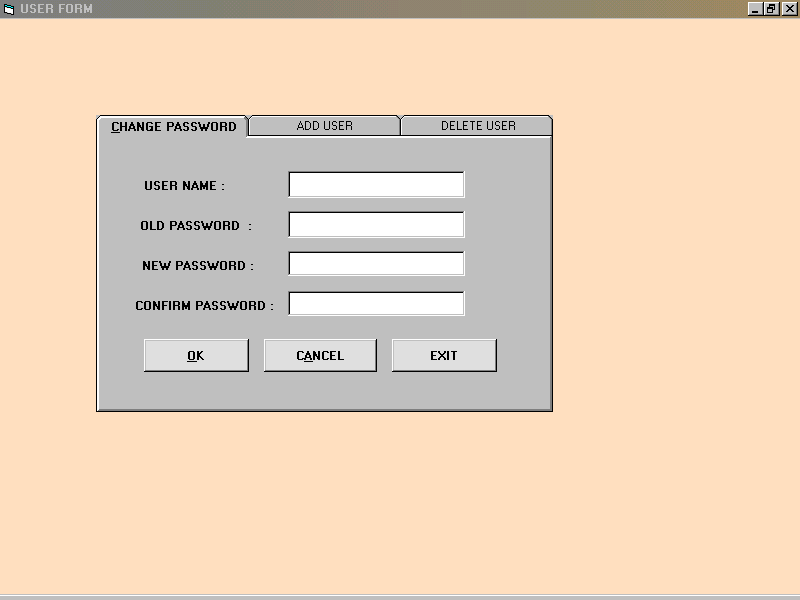 USER FORM
CHANGE PASSWORD ADD USER DELETE USER
USER NAME :
OLD PASSWORD :
NEW PASSWORD :
CONFIRM PASSWORD :
OK CANCEL EXIT